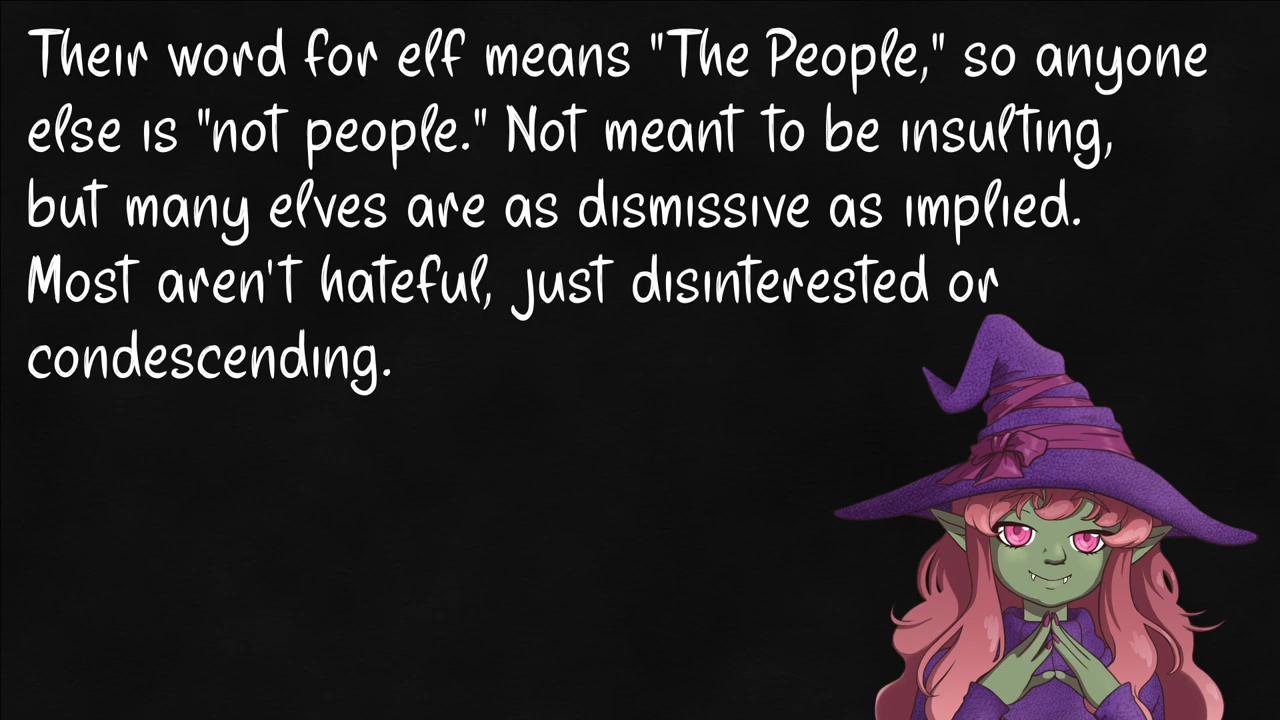 Their word for elf means "The People," so anyone
else is "not people." Not meant to be insulting,
but many elves are as dismissive as implied.
Most aren't hateful, just disinterested or
condescending.